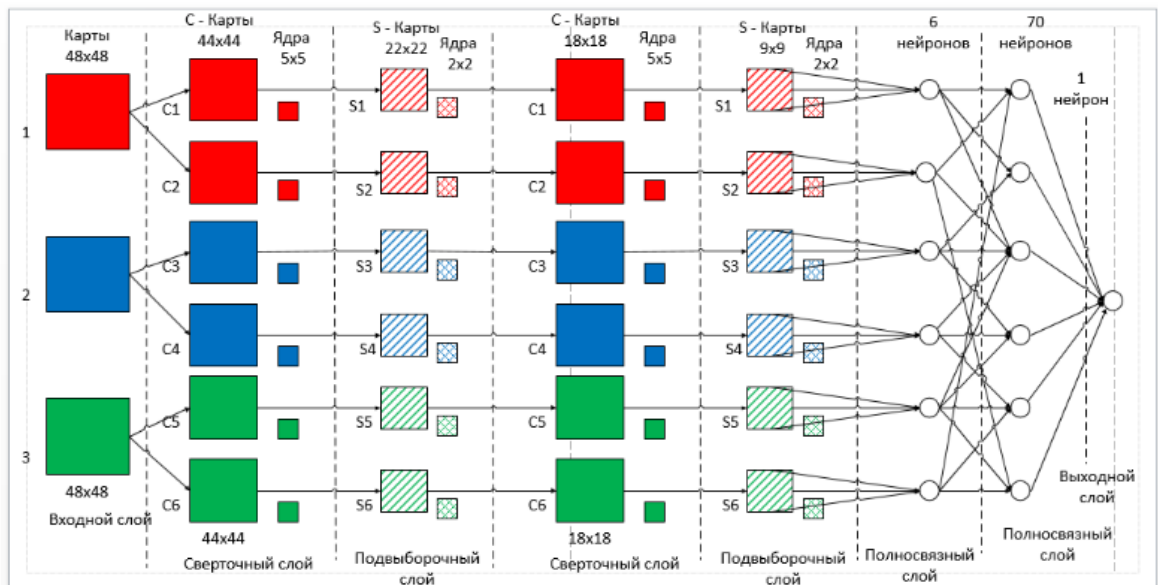 Карты
48x48
С - Карты
44x44
Ядра
5x5
S - Карты
22x22
Ядра
2x2
С - Карты
18x18
Ядра
5x5
S - Карты
9x9
Ядра
2x2
6
нейронов
70
нейронов
1
нейрон
1
2
3
C1
C2
C3
C4
C5
C6
S1
S2
S3
S4
S5
S6
C1
C2
C3
C4
C5
C6
S1
S2
S3
S4
S5
S6
48x48
Входной слой
44x44
Сверточный слой
Подвыборочный
слой
18x18
Сверточный слой
Подвыборочный
слой
Полносвязный
слой
Полносвязный
слой
Выходной
слой